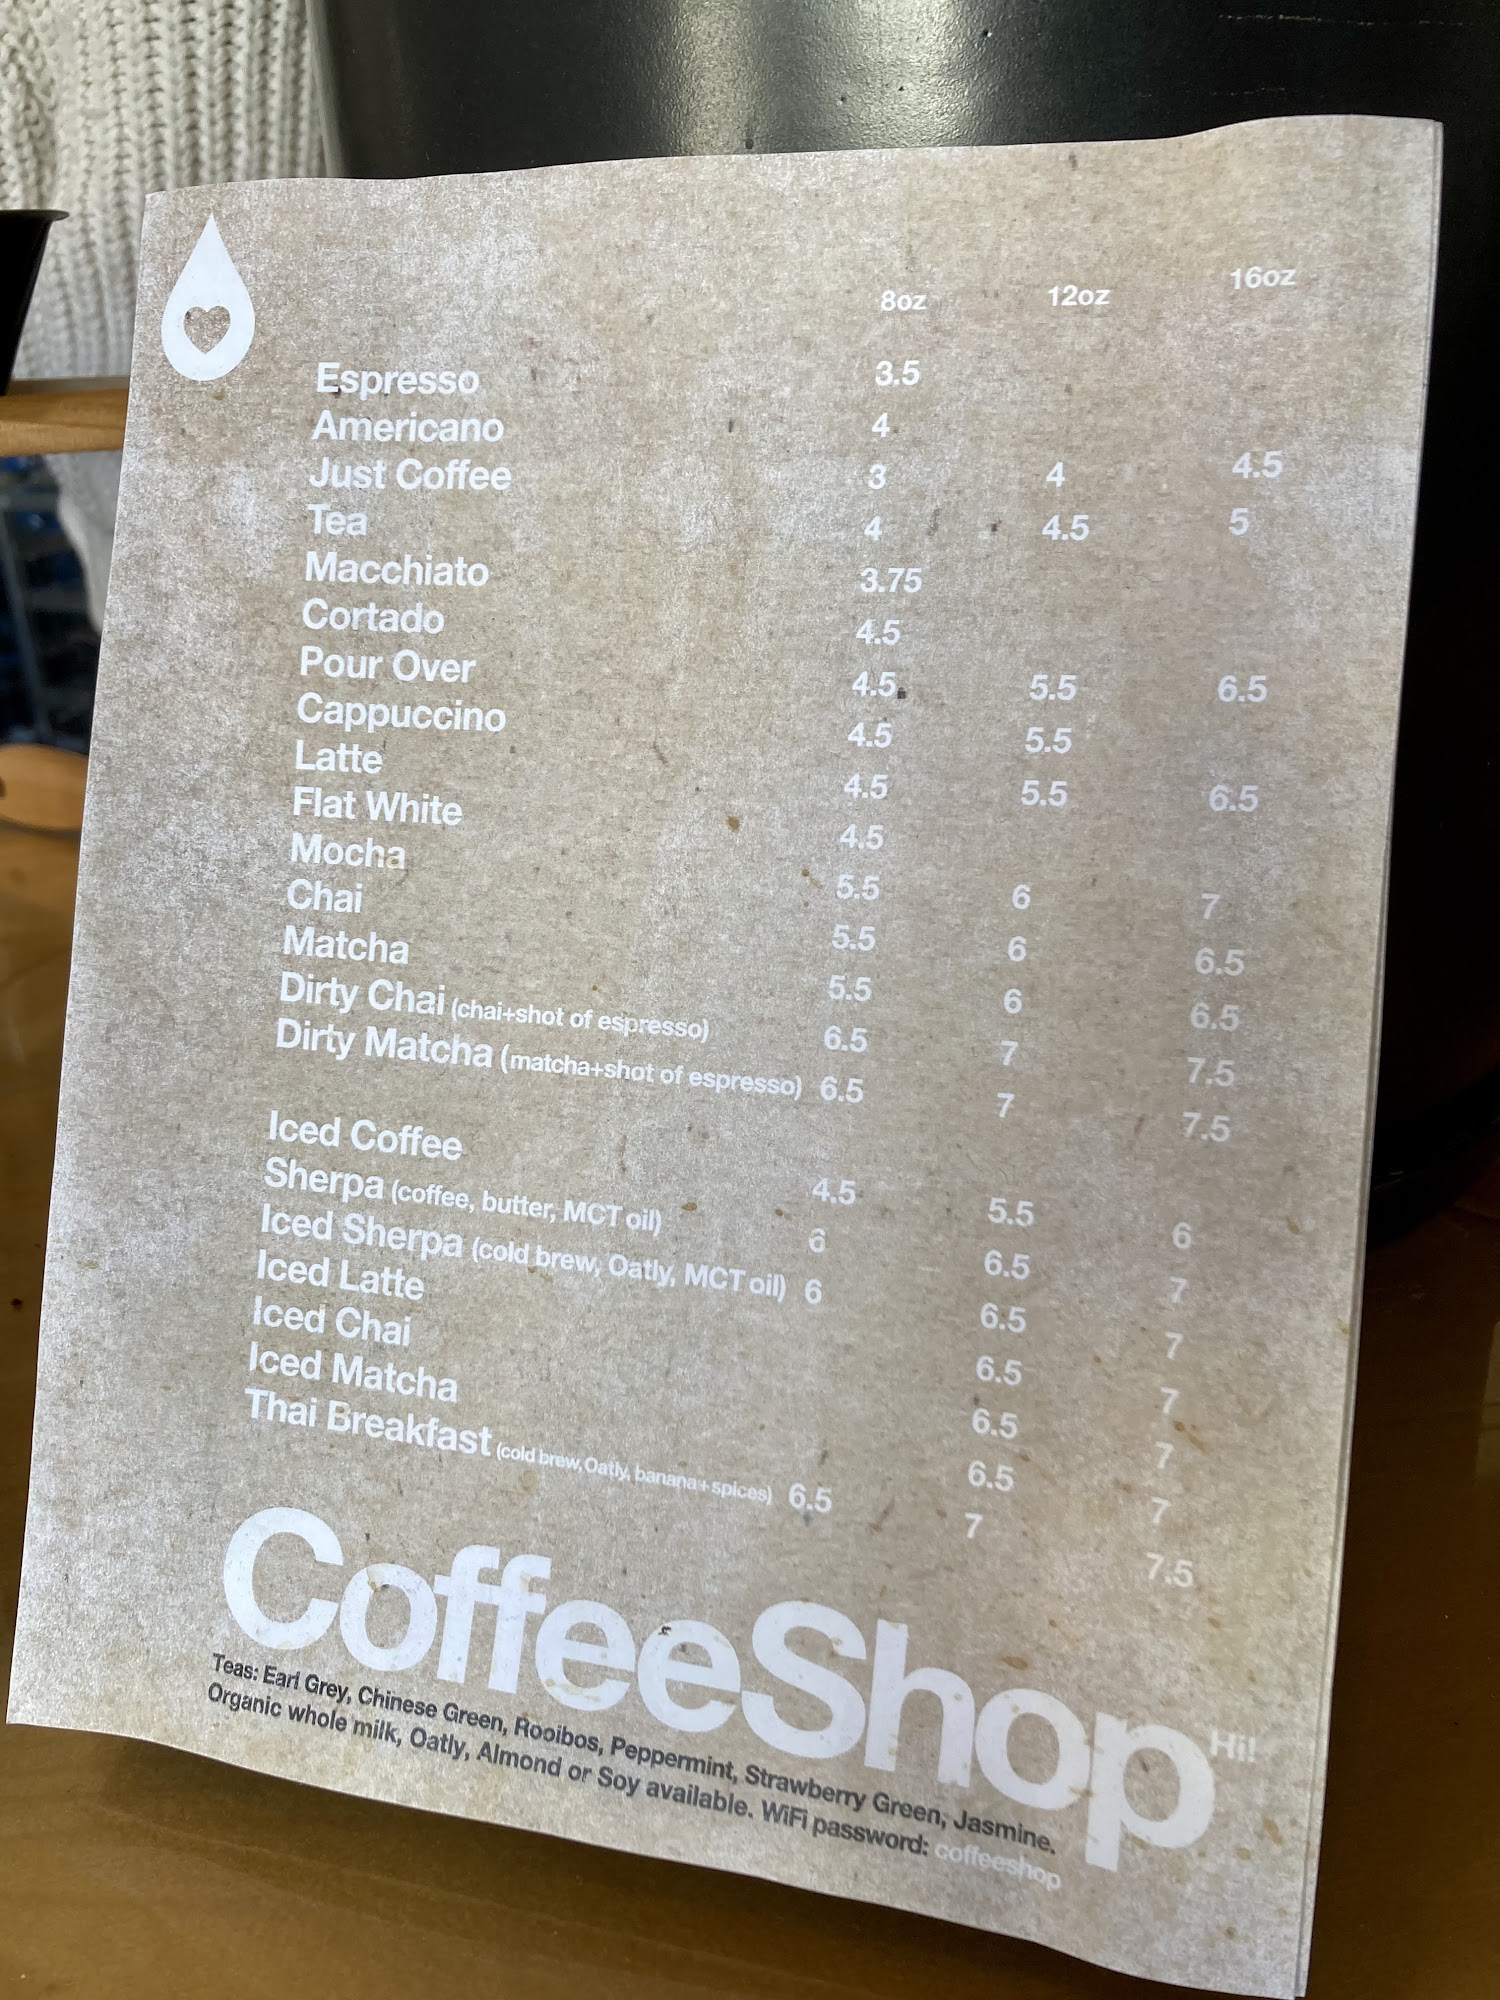 8oz 12oz 16oz
Espresso 3.5
Americano 4
Just Coffee 3 4 4.5
Tea 4 4.5 5
Macchiato 3.75
Cortado 4.5
Pour Over 4.5 5.5 6.5
Cappuccino 4.5 5.5
Latte 4.5 5.5 6.5
Flat White 4.5
Mocha 5.5 6 7
Chai 5.5 6 6.5
Matcha 5.5 6 6.5
Dirty Chai (chai+shot of espresso) 6.5 7 7.5
Dirty Matcha (matcha+shot of espresso) 6.5 7 7.5
Iced Coffee 4.5 5.5 6
Sherpa (coffee, butter, MCT oil) 6 6.5 7
Iced Sherpa (cold brew, Oatly, MCT oil) 6 6.5 7
Iced Latte 6.5 7
Iced Chai 6.5 7
Iced Matcha 6.5 7
Thai Breakfast (cold brew, Oatly, banana+spices) 6.5 7 7.5
CoffeeShop Hi!
Teas: Earl Grey, Chinese Green, Rooibos, Peppermint, Strawberry Green, Jasmine.
Organic whole milk, Oatly, Almond or Soy available. WiFi password: coffeeshop